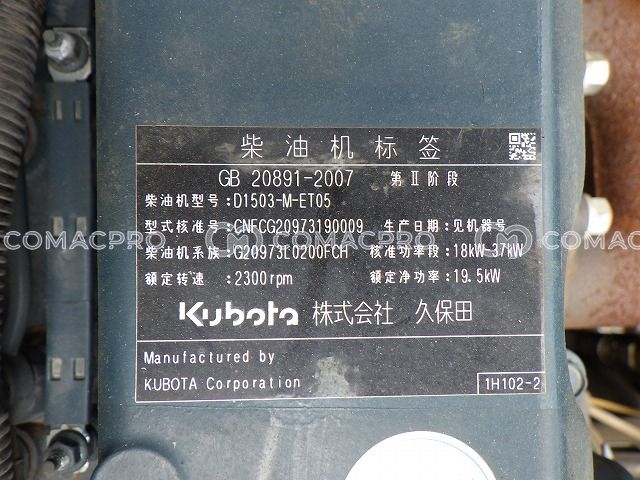 柴油机标签
GB 20891-2007 第Ⅱ阶段
柴油机型号:D1503-M-ET05
型式核准号:CNFCG20973190009 生产日期:见机器号
柴油机系族:G20973L0200FCH 核准功率段:18kW-37kW
额定转速:2300rpm 额定净功率:19.5kW
Kubota 株式会社 久保田
Manufactured by
KUBOTA Corporation
1H102-2
COMACPRO COMACPRO COMACPRO